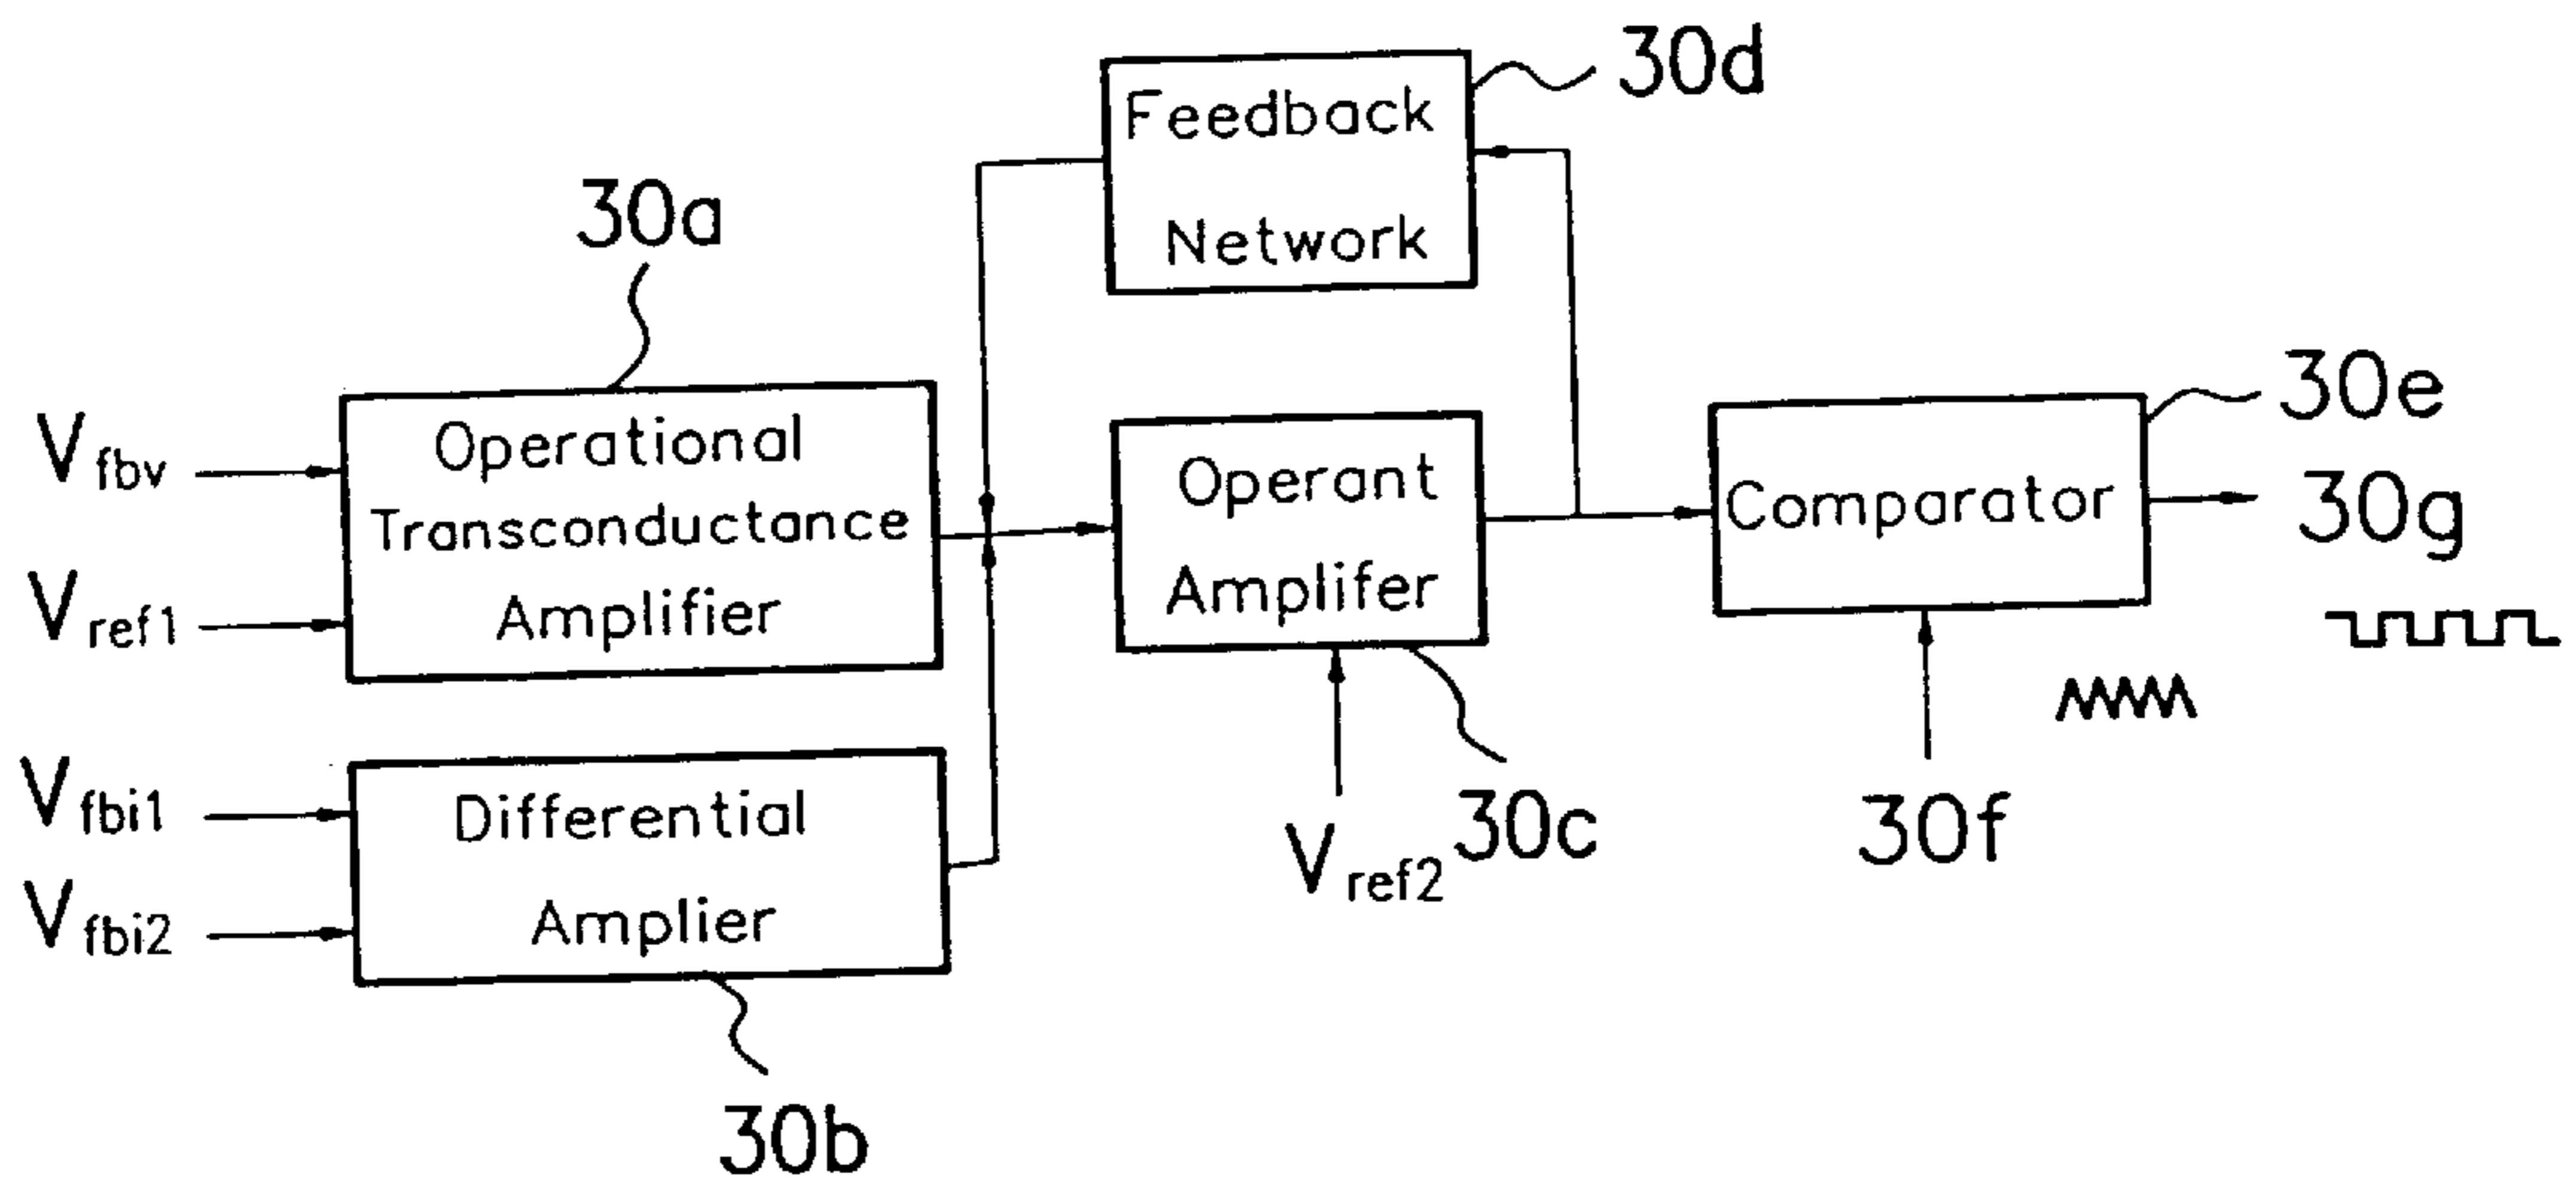 30d
Feedback
Network
30a
Operational
Transconductance
Amplifier
Vfbv
Vref1
Operant
Amplifer
Comparator
30e
30g
Vfbi1
Vfbi2
Differential
Amplier
Vref2
30c
30f
30b